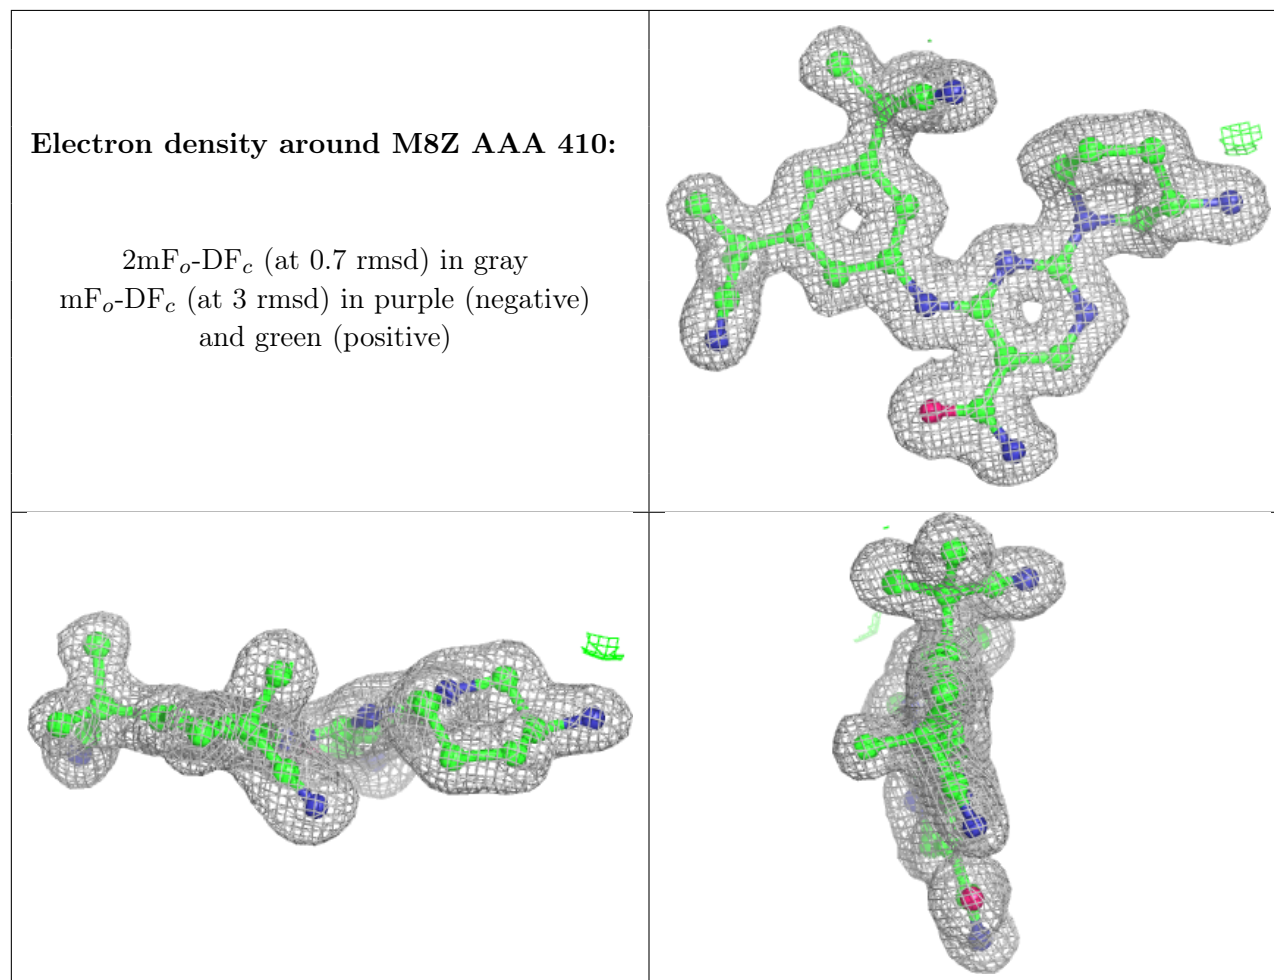 Electron density around M8Z AAA 410:
2mFo-DFc (at 0.7 rmsd) in gray
mFo-DFc (at 3 rmsd) in purple (negative)
and green (positive)